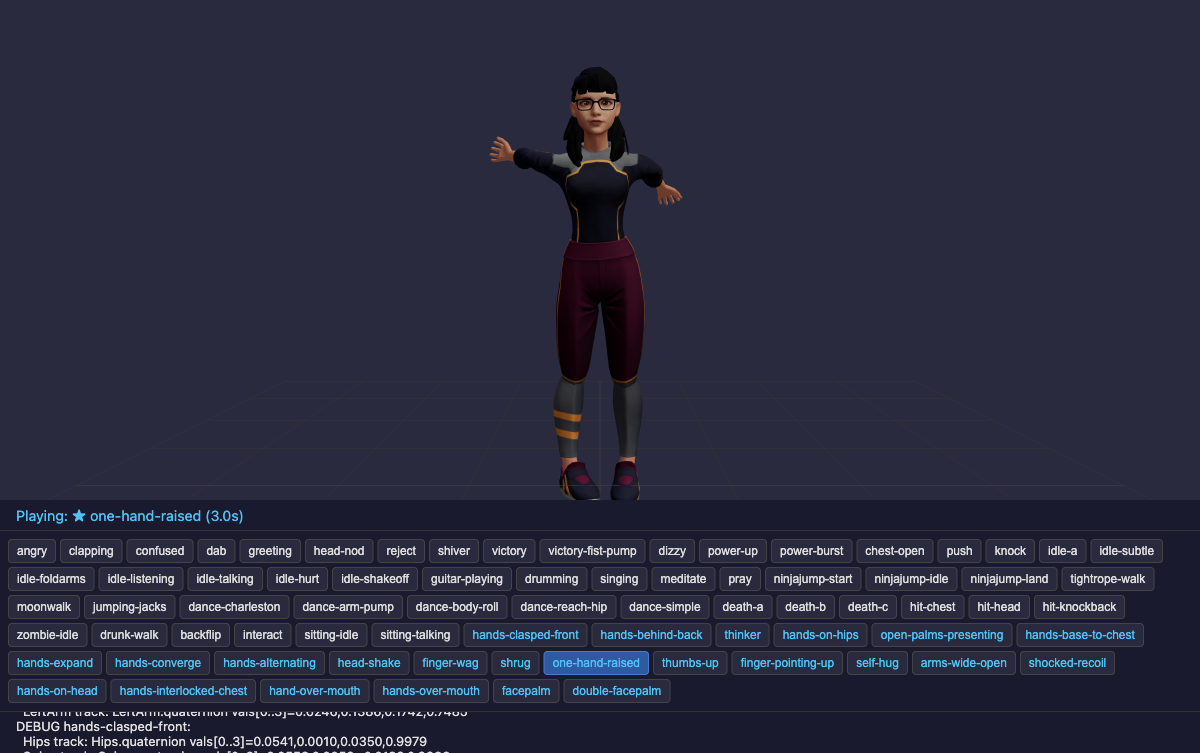 Playing: ★ one-hand-raised (3.0s)
angry clapping confused dab greeting head-nod reject shiver victory victory-fist-pump dizzy power-up power-burst chest-open push knock idle-a idle-subtle
idle-foldarms idle-listening idle-talking idle-hurt idle-shakeoff guitar-playing drumming singing meditate pray ninjajump-start ninjajump-idle ninjajump-land tightrope-walk
moonwalk jumping-jacks dance-charleston dance-arm-pump dance-body-roll dance-reach-hip dance-simple death-a death-b death-c hit-chest hit-head hit-knockback
zombie-idle drunk-walk backflip interact sitting-idle sitting-talking hands-clasped-front hands-behind-back thinker hands-on-hips open-palms-presenting hands-base-to-chest
hands-expand hands-converge hands-alternating head-shake finger-wag shrug one-hand-raised thumbs-up finger-pointing-up self-hug arms-wide-open shocked-recoil
hands-on-head hands-interlocked-chest hand-over-mouth hands-over-mouth facepalm double-facepalm
LeftArm track: LeftArm.quaternion
DEBUG hands-clasped-front:
Hips track: Hips.quaternion vals[0..3]=0.0541,0.0010,0.0350,0.9979